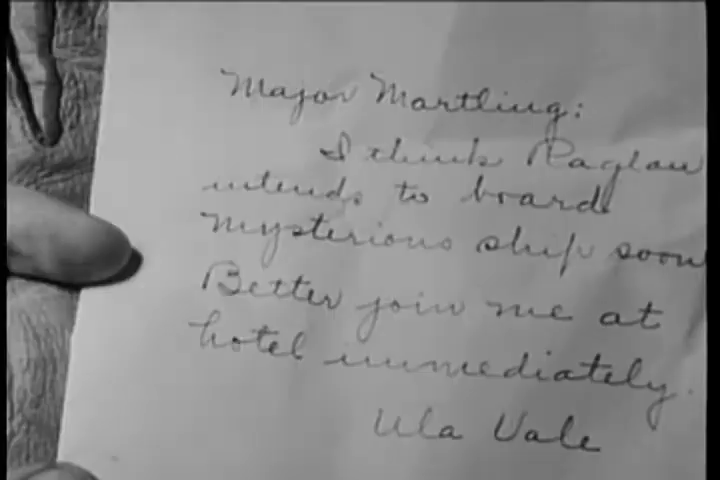 Major Martling:
I think Raglan
intends to board
mysterious ship soon
Better join me at
hotel immediately.
Ula Vale